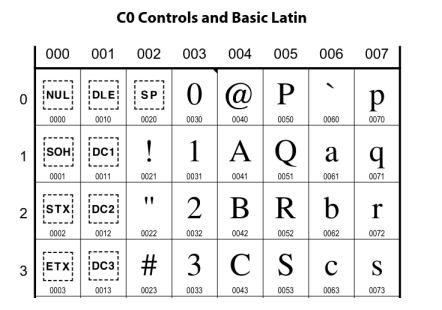 C0 Controls and Basic Latin
000 001 002 003 004 005 006 007
0 NUL DLE SP 0 @ P ` p
0000 0010 0020 0030 0040 0050 0060 0070
1 SOH DC1 ! 1 A Q a q
0001 0011 0021 0031 0041 0051 0061 0071
2 STX DC2 " 2 B R b r
0002 0012 0022 0032 0042 0052 0062 0072
3 ETX DC3 # 3 C S c s
0003 0013 0023 0033 0043 0053 0063 0073